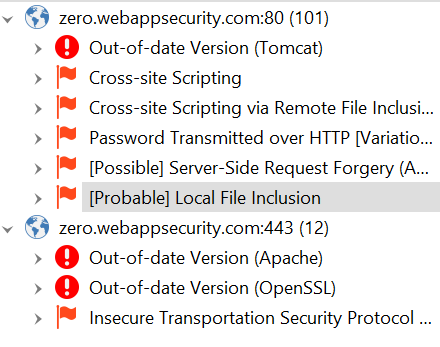 zero.webappsecurity.com:80 (101)
Out-of-date Version (Tomcat)
Cross-site Scripting
Cross-site Scripting via Remote File Inclusi...
Password Transmitted over HTTP [Variatio...
[Possible] Server-Side Request Forgery (A...
[Probable] Local File Inclusion
zero.webappsecurity.com:443 (12)
Out-of-date Version (Apache)
Out-of-date Version (OpenSSL)
Insecure Transportation Security Protocol ...